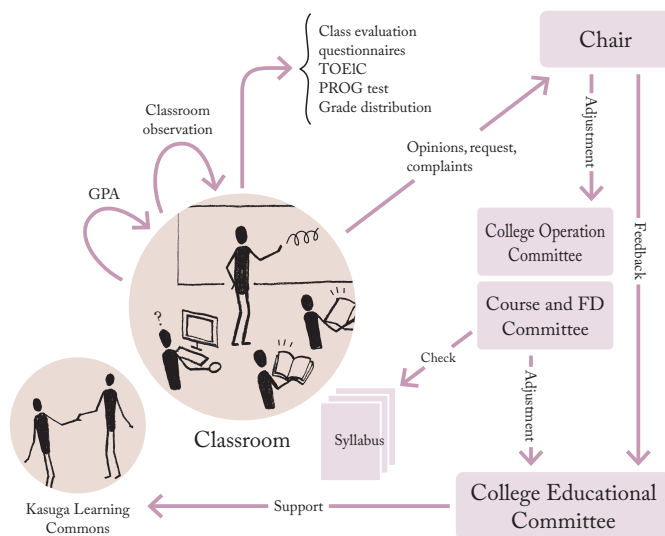 Class evaluation
questionnaires
TOElC
PROG test
Grade distribution
Chair
Classroom
observation
GPA
Opinions, request,
complaints
Adjustment
Feedback
College Operation
Committee
Course and FD
Committee
?
Check
Adjustment
Syllabus
Classroom
College Educational
Committee
Support
Kasuga Learning
Commons